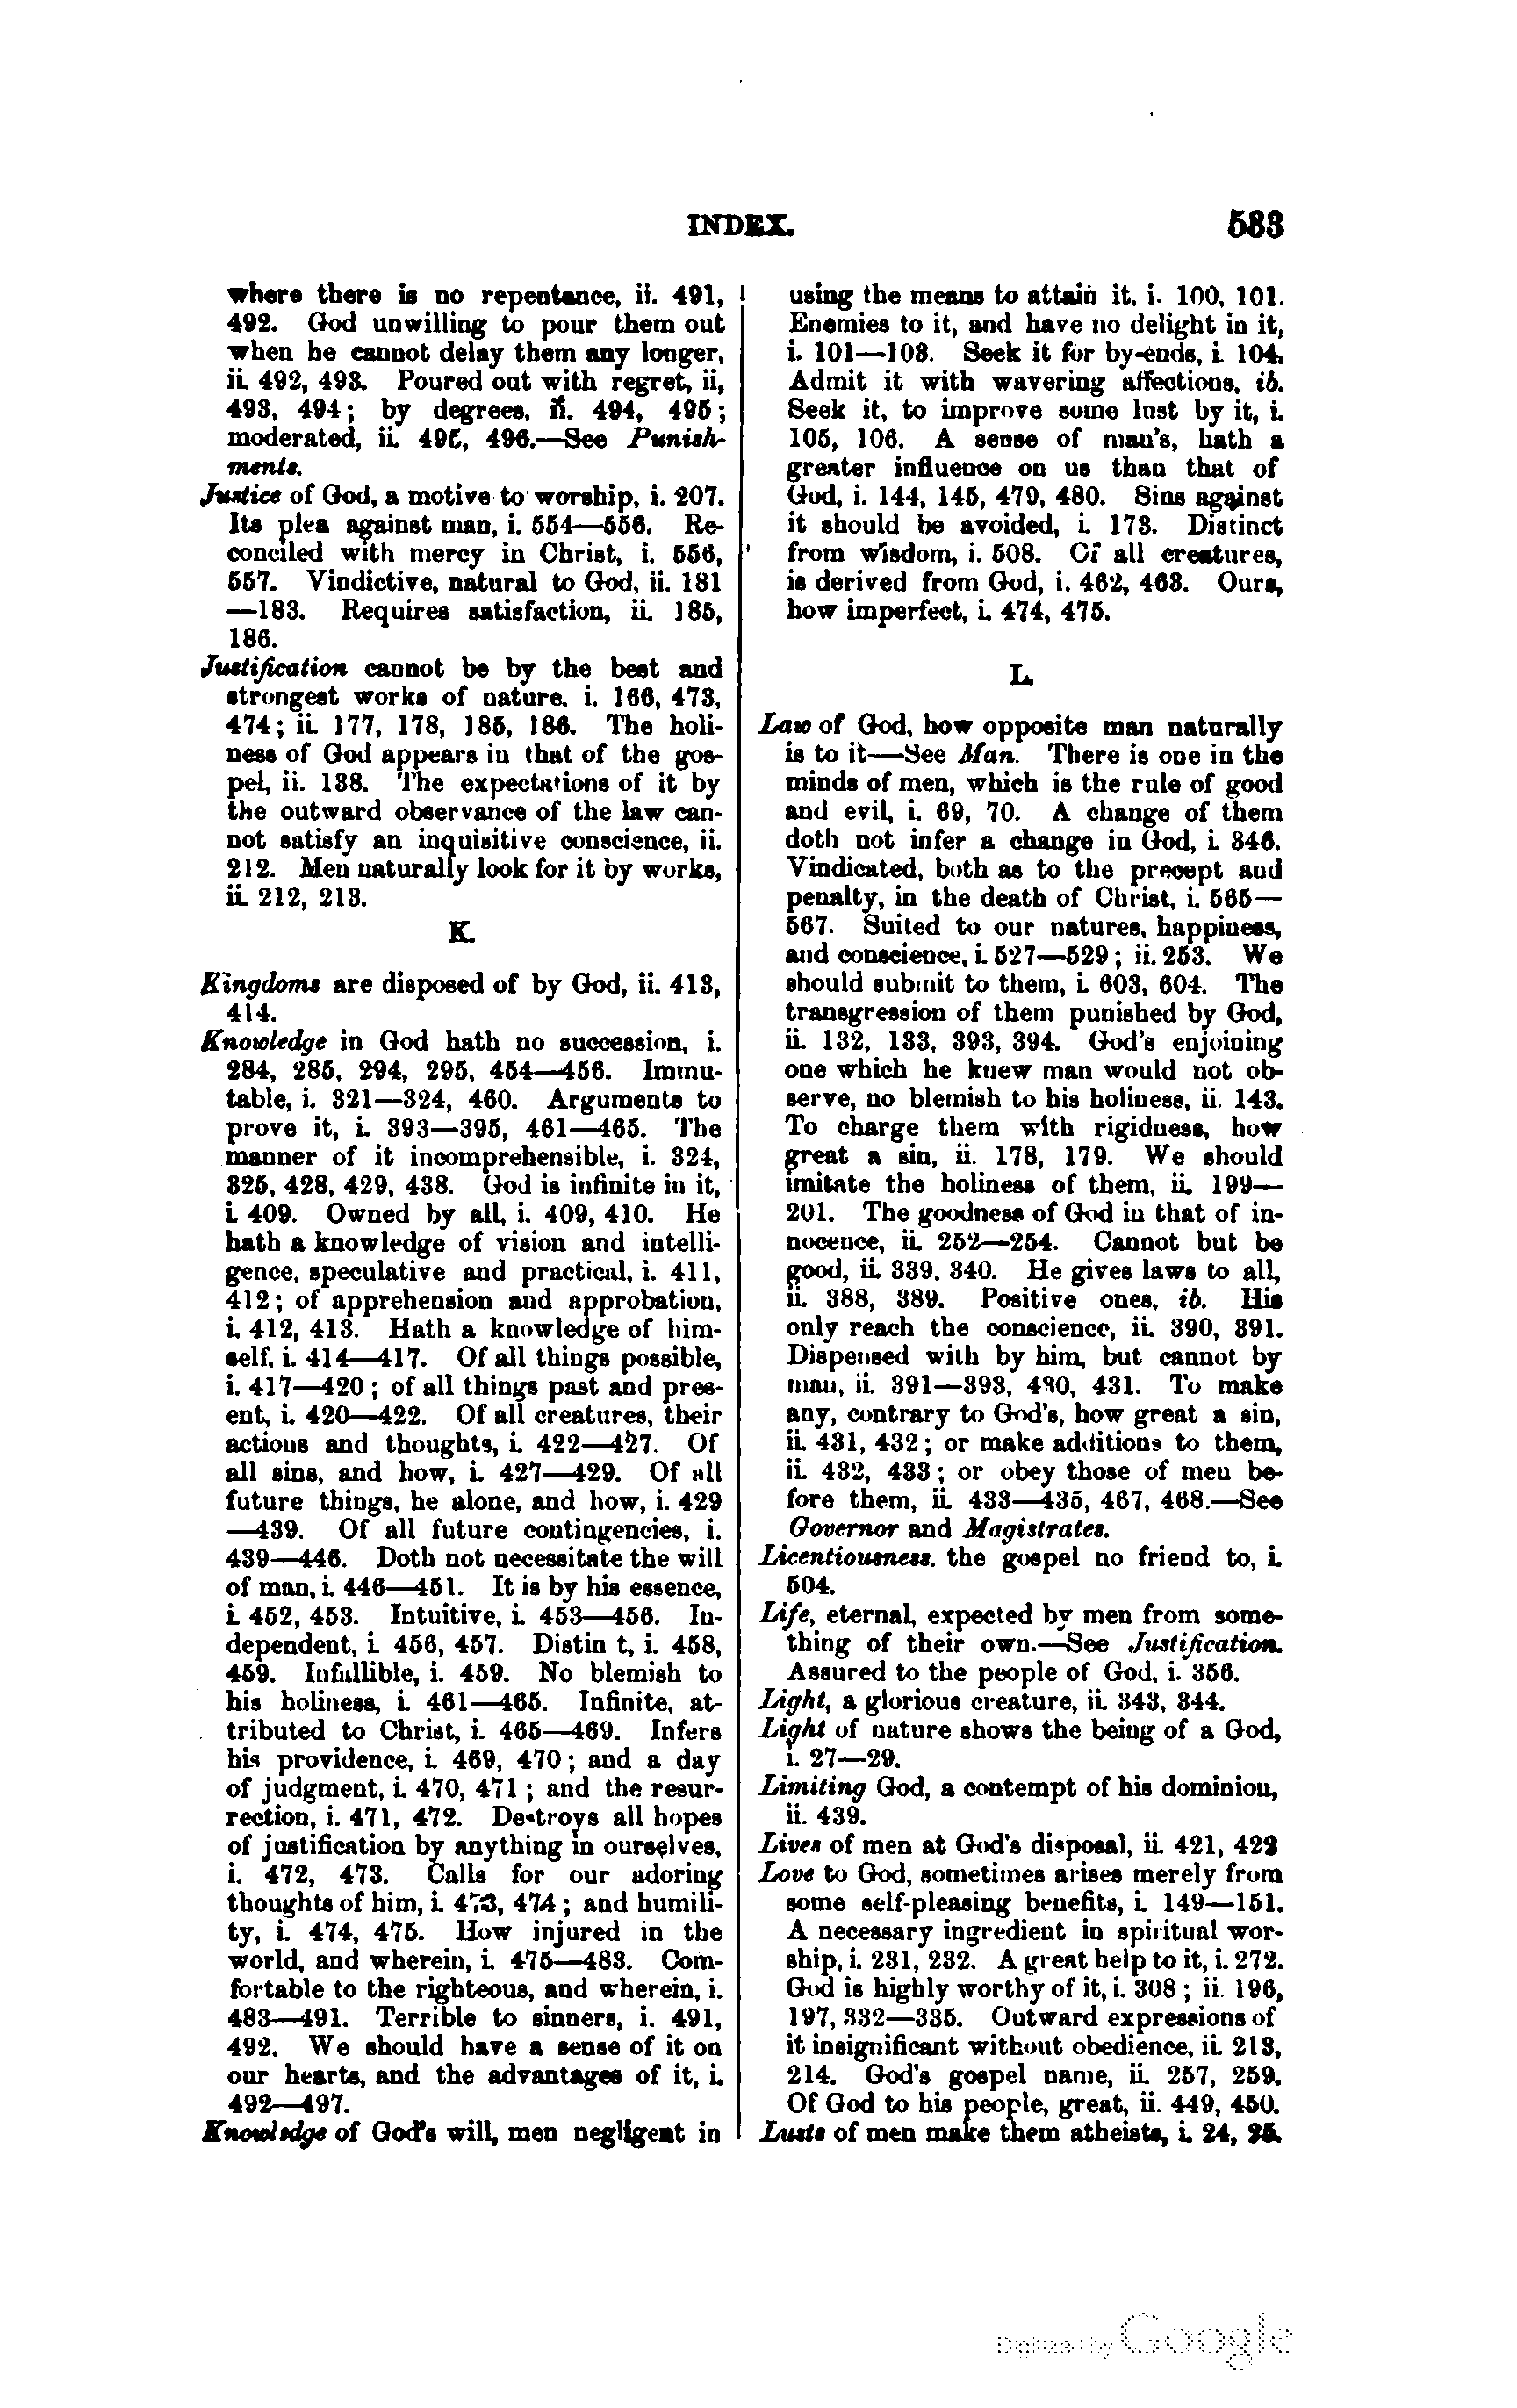 INDEX. 533
where there is no repentance, ii. 491,
492. God unwilling to pour them out
when he cannot delay them any longer,
ii. 492, 493. Poured out with regret, ii,
493, 494; by degrees, ii. 494, 495;
moderated, ii. 495, 496.—See Punish-
ments.
Justice of God, a motive to worship, i. 207.
Its plea against man, i. 554—556. Re-
conciled with mercy in Christ, i. 556,
557. Vindictive, natural to God, ii. 181
—183. Requires satisfaction, ii. 185,
186.
Justification cannot be by the best and
strongest works of nature. i. 166, 473,
474; ii. 177, 178, 185, 186. The holi-
ness of God appears in that of the gos-
pel, ii. 138. The expectations of it by
the outward observance of the law can-
not satisfy an inquisitive conscience, ii.
212. Men naturally look for it by works,
ii. 212, 213.
K.
Kingdoms are disposed of by God, ii. 413,
414.
Knowledge in God hath no succession, i.
284, 285, 294, 295, 454—456. Immu-
table, i. 321—324, 460. Arguments to
prove it, i. 393—395, 461—465. The
manner of it incomprehensible, i. 324,
325, 428, 429, 438. God is infinite in it,
i. 409. Owned by all, i. 409, 410. He
hath a knowledge of vision and intelli-
gence, speculative and practical, i. 411,
412; of apprehension and approbation,
i. 412, 413. Hath a knowledge of him-
self. i. 414—417. Of all things possible,
i. 417—420; of all things past and pres-
ent, i. 420—422. Of all creatures, their
actions and thoughts, i. 422—427. Of
all sins, and how, i. 427—429. Of all
future things, he alone, and how, i. 429
—439. Of all future contingencies, i.
439—446. Doth not necessitate the will
of man, i. 446—451. It is by his essence,
i. 452, 453. Intuitive, i. 453—456. In-
dependent, i. 456, 457. Distin t, i. 458,
459. Infallible, i. 459. No blemish to
his holiness, i. 461—465. Infinite, at-
tributed to Christ, i. 465—469. Infers
his providence, i. 469, 470; and a day
of judgment, i. 470, 471; and the resur-
rection, i. 471, 472. Destroys all hopes
of justification by anything in ourselves,
i. 472, 473. Calls for our adoring
thoughts of him, i. 473, 474; and humili-
ty, i. 474, 475. How injured in the
world, and wherein, i. 475—483. Com-
fortable to the righteous, and wherein, i.
483—491. Terrible to sinners, i. 491,
492. We should have a sense of it on
our hearts, and the advantages of it, i.
492—497.
Knowledge of God's will, men negligent in
using the means to attain it, i. 100, 101.
Enemies to it, and have no delight in it,
i. 101—103. Seek it for by-ends, i. 104.
Admit it with wavering affections, ib.
Seek it, to improve some lust by it, i.
105, 106. A sense of man's, hath a
greater influence on us than that of
God, i. 144, 145, 479, 480. Sins against
it should be avoided, i. 173. Distinct
from wisdom, i. 508. Of all creatures,
is derived from God, i. 462, 463. Ours,
how imperfect, i. 474, 475.
L.
Law of God, how opposite man naturally
is to it—See Man. There is one in the
minds of men, which is the rule of good
and evil, i. 69, 70. A change of them
doth not infer a change in God, i. 346.
Vindicated, both as to the precept and
penalty, in the death of Christ, i. 565—
567. Suited to our natures, happiness,
and conscience, i. 527—529; ii. 253. We
should submit to them, i. 603, 604. The
transgression of them punished by God,
ii. 132, 133, 393, 394. God's enjoining
one which he knew man would not ob-
serve, no blemish to his holiness, ii. 143.
To charge them with rigidness, how
great a sin, ii. 178, 179. We should
imitate the holiness of them, ii. 199—
201. The goodness of God in that of in-
nocence, ii. 252—254. Cannot but be
good, ii. 339. 340. He gives laws to all,
ii. 388, 389. Positive ones, ib. His
only reach the conscience, ii. 390, 391.
Dispensed with by him, but cannot by
man, ii. 391—393, 430, 431. To make
any, contrary to God's, how great a sin,
ii. 431, 432; or make additions to them,
ii. 432, 433; or obey those of men be-
fore them, ii. 433—435, 467, 468.—See
Governor and Magistrates.
Licentiousness. the gospel no friend to, i.
504.
Life, eternal, expected by men from some-
thing of their own.—See Justification.
Assured to the people of God, i. 356.
Light, a glorious creature, ii. 343, 344.
Light of nature shows the being of a God,
i. 27—29.
Limiting God, a contempt of his dominion,
ii. 439.
Lives of men at God's disposal, ii. 421, 422
Love to God, sometimes arises merely from
some self-pleasing benefits, i. 149—151.
A necessary ingredient in spiritual wor-
ship, i. 231, 232. A great help to it, i. 272.
God is highly worthy of it, i. 308; ii. 196,
197, 332—335. Outward expressions of
it insignificant without obedience, ii. 213,
214. God's gospel name, ii. 257, 259.
Of God to his people, great, ii. 449, 450.
Lusts of men make them atheists, i. 24, 25.
Digitized by Google